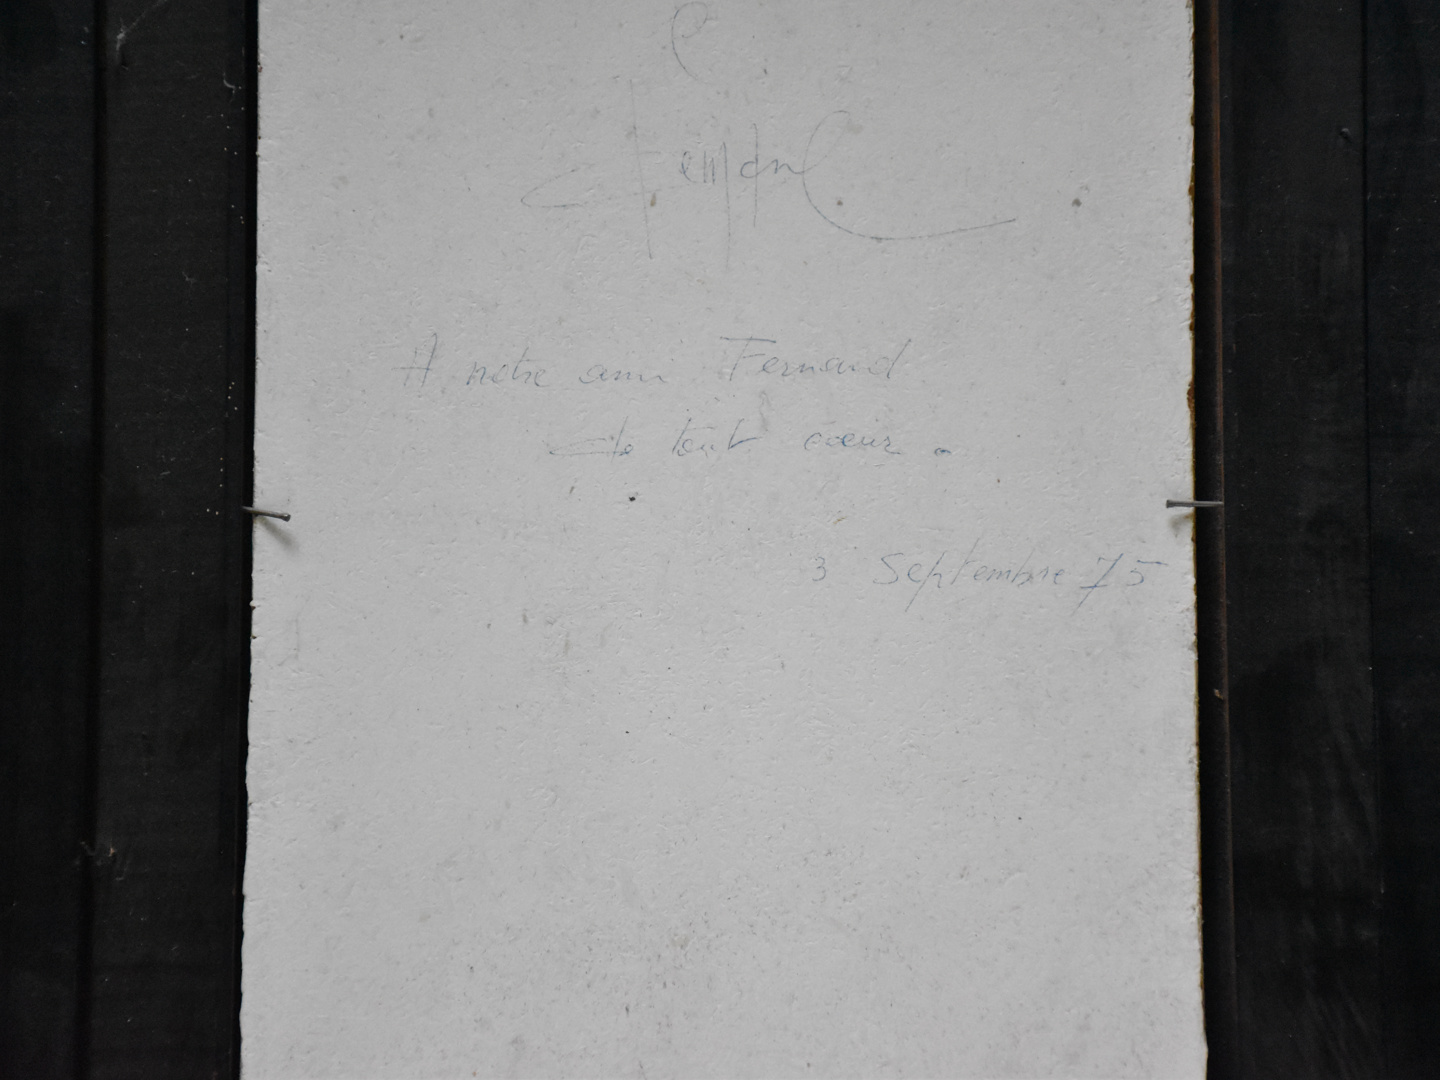 A notre ami Fernand
de tout coeur.
3 Septembre 75